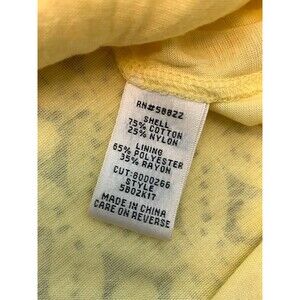 RN#58822
SHELL
75% COTTON
25% NYLON
LINING
65% POLYESTER
35% RAYON
CUT:8000266
STYLE
5B02K17
MADE IN CHINA
CARE ON REVERSE